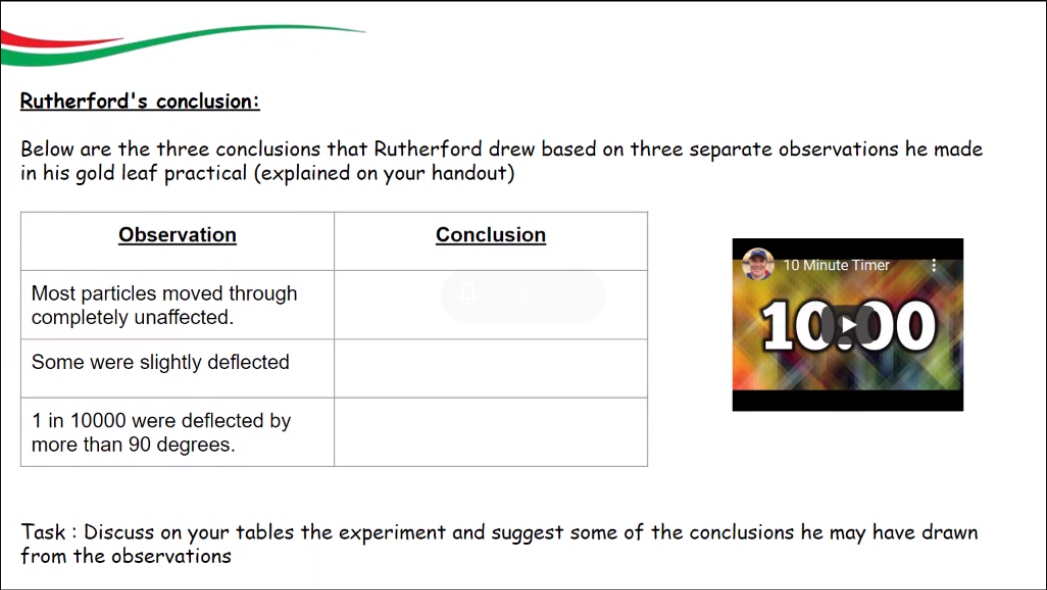 Rutherford's conclusion:
Below are the three conclusions that Rutherford drew based on three separate observations he made
in his gold leaf practical (explained on your handout)
Observation
Conclusion
Most particles moved through
completely unaffected.
Some were slightly deflected
1 in 10000 were deflected by
more than 90 degrees.
10 Minute Timer
10:00
Task : Discuss on your tables the experiment and suggest some of the conclusions he may have drawn
from the observations